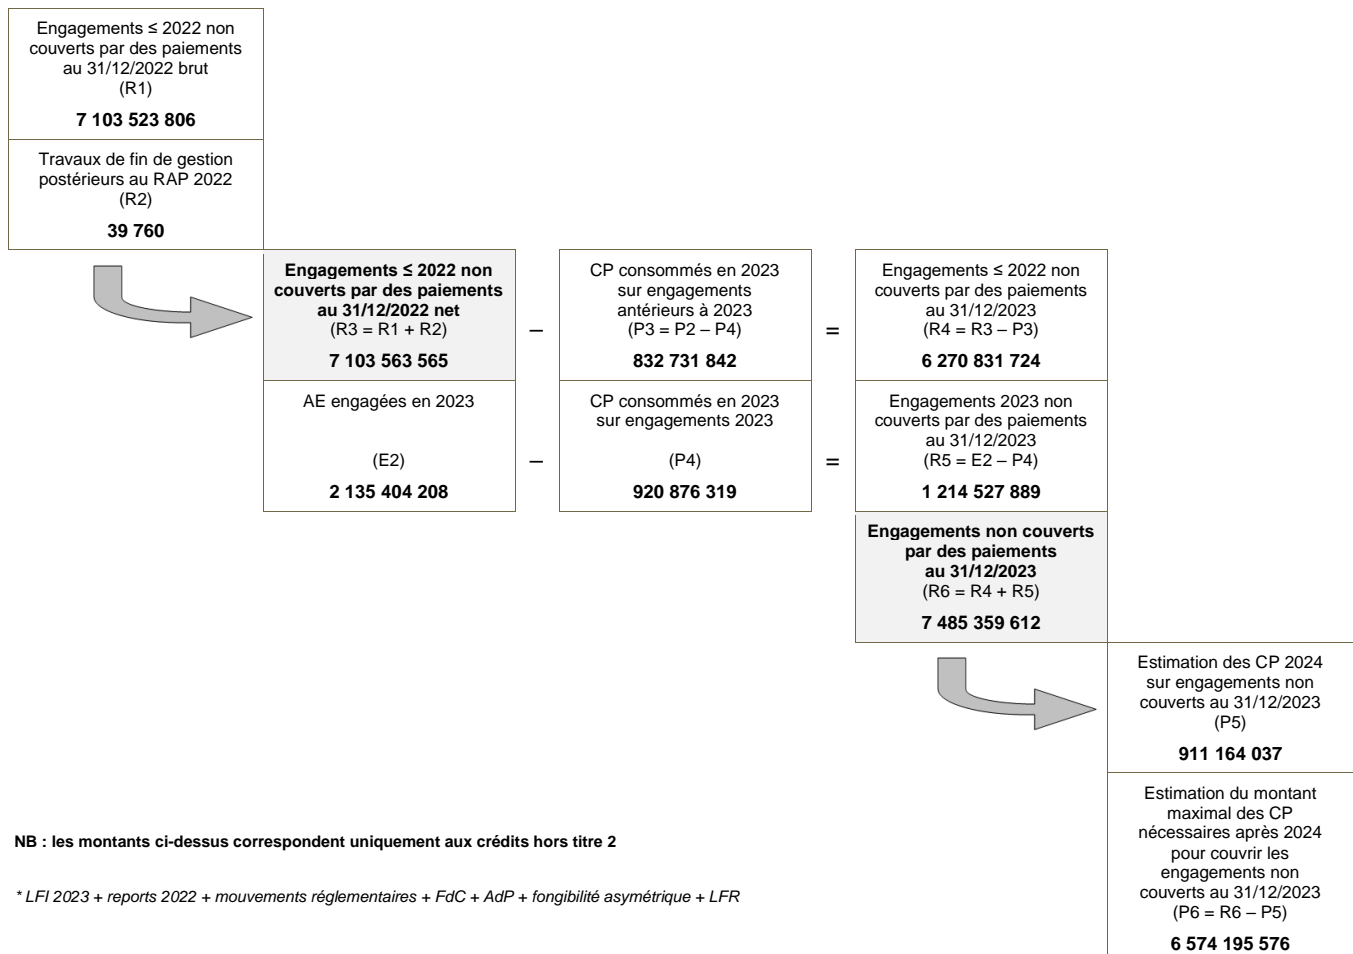 Engagements ≤ 2022 non
couverts par des paiements
au 31/12/2022 brut
(R1)
7 103 523 806
Travaux de fin de gestion
postérieurs au RAP 2022
(R2)
39 760
Engagements ≤ 2022 non
couverts par des paiements
au 31/12/2022 net
(R3 = R1 + R2)
7 103 563 565
–
CP consommés en 2023
sur engagements
antérieurs à 2023
(P3 = P2 – P4)
832 731 842
=
Engagements ≤ 2022 non
couverts par des paiements
au 31/12/2023
(R4 = R3 – P3)
6 270 831 724
AE engagées en 2023
(E2)
2 135 404 208
–
CP consommés en 2023
sur engagements 2023
(P4)
920 876 319
=
Engagements 2023 non
couverts par des paiements
au 31/12/2023
(R5 = E2 – P4)
1 214 527 889
Engagements non couverts
par des paiements
au 31/12/2023
(R6 = R4 + R5)
7 485 359 612
Estimation des CP 2024
sur engagements non
couverts au 31/12/2023
(P5)
911 164 037
Estimation du montant
maximal des CP
nécessaires après 2024
pour couvrir les
engagements non
couverts au 31/12/2023
(P6 = R6 – P5)
6 574 195 576
NB : les montants ci-dessus correspondent uniquement aux crédits hors titre 2
* LFI 2023 + reports 2022 + mouvements réglementaires + FdC + AdP + fongibilité asymétrique + LFR